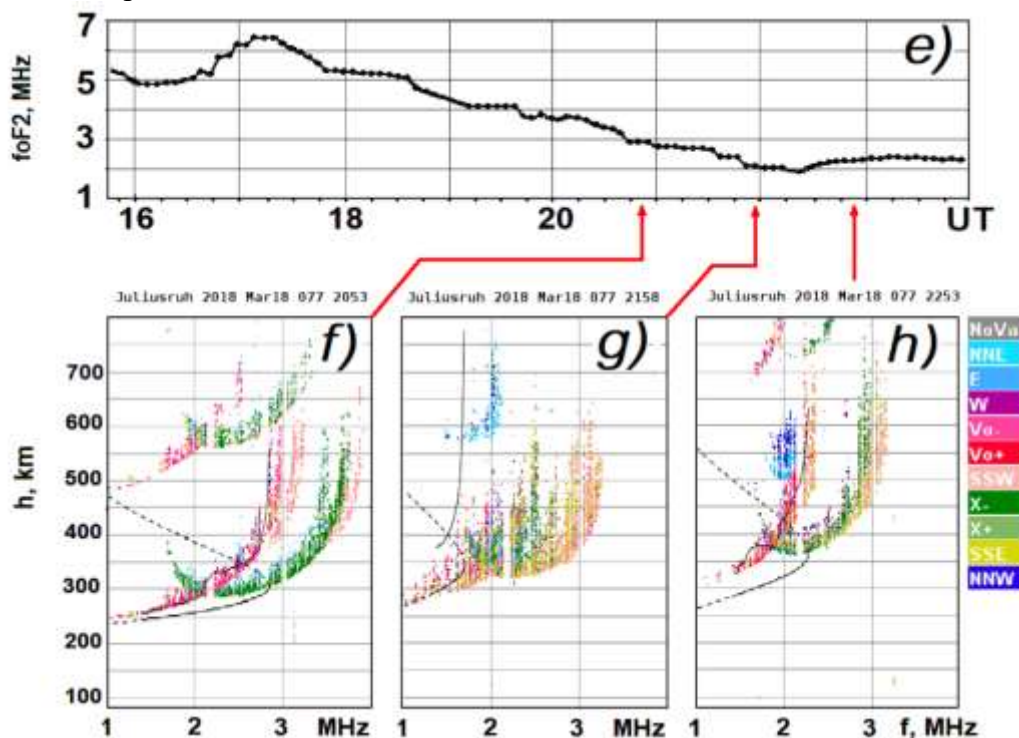 7
e)
foF2, MHz
5
3
1
16 18 20 UT
Juliusruh 2018 Mar18 077 2053
Juliusruh 2018 Mar18 077 2158
Juliusruh 2018 Mar18 077 2253
f)
g)
h)
h, km
700
600
500
400
300
200
100
NoVa
NNE
E
W
Vo-
Vo+
SSW
X-
X+
SSE
NNW
1 2 3 MHz
1 2 3 MHz
1 2 3 f, MHz